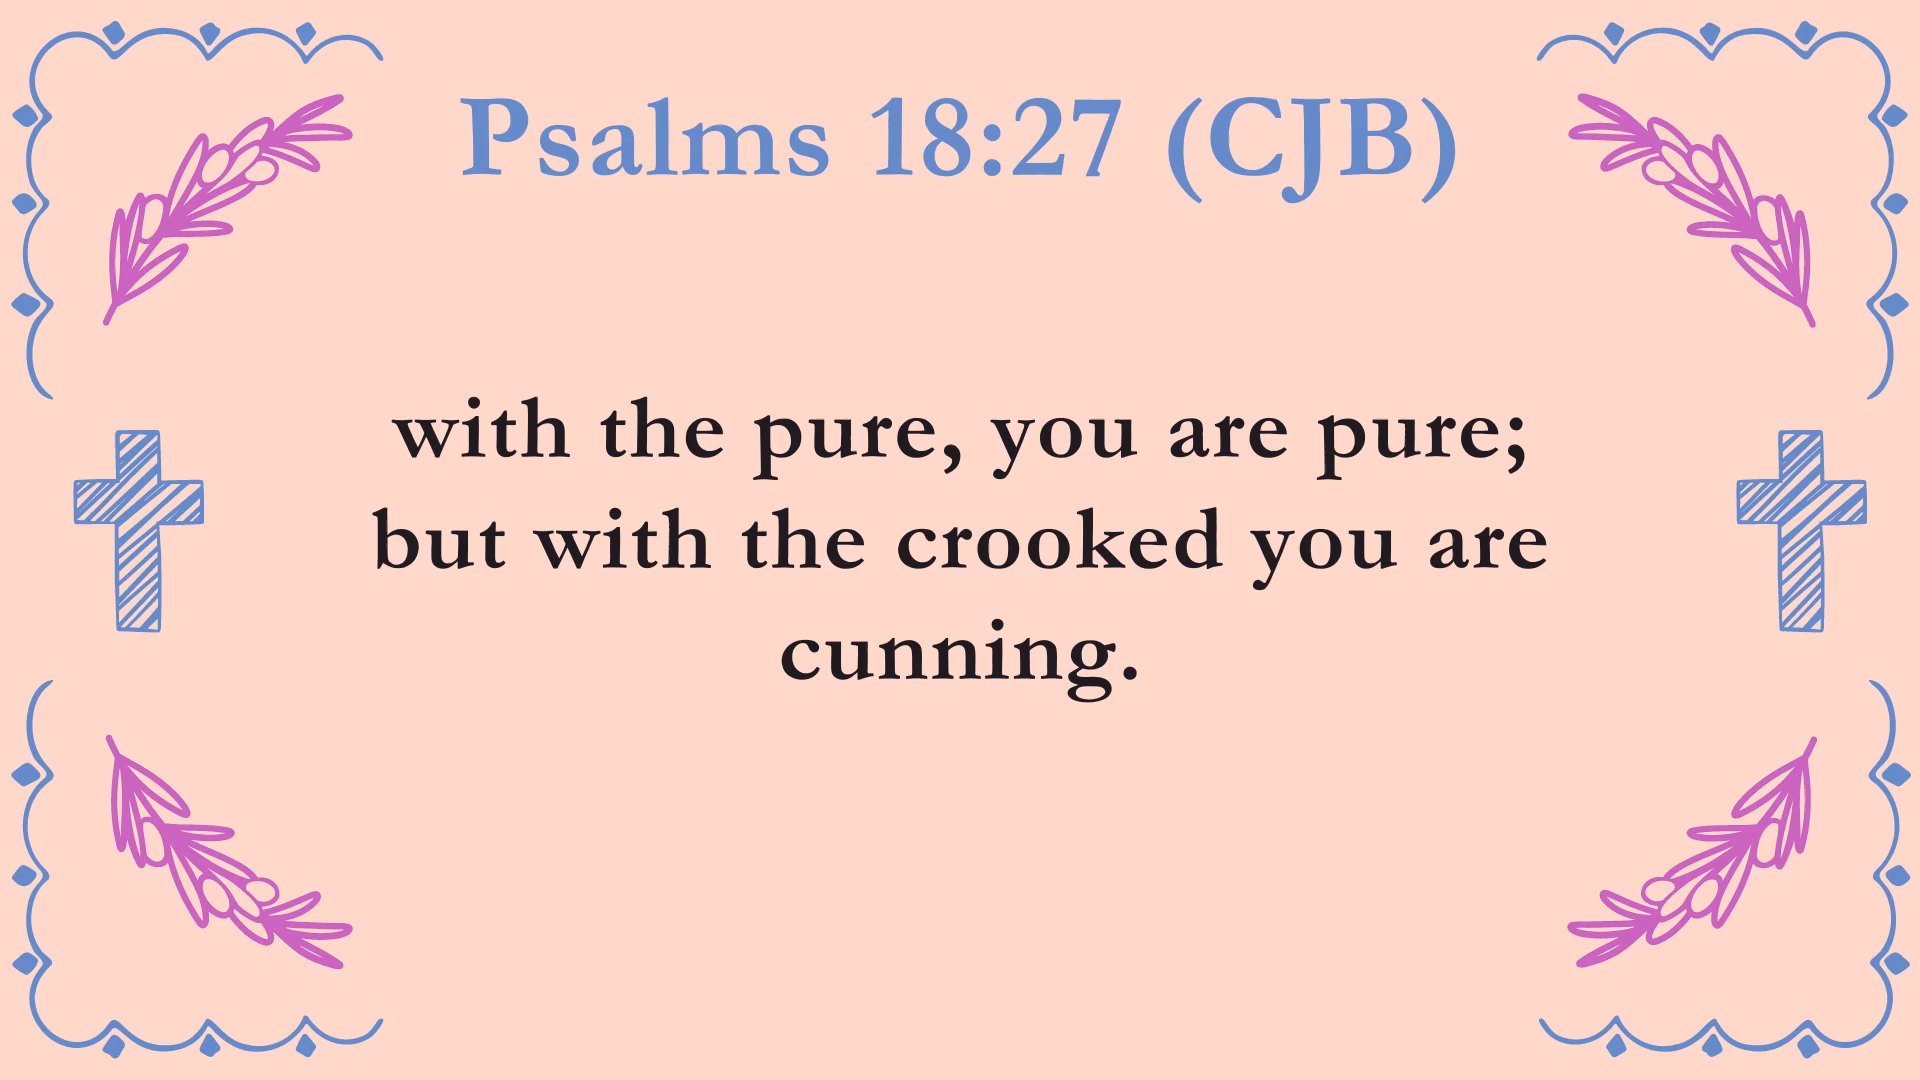 Psalms 18:27 (CJB)
with the pure, you are pure;
but with the crooked you are
cunning.